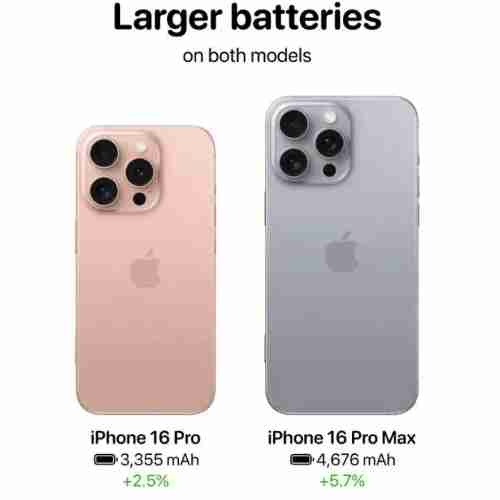 Larger batteries
on both models
iPhone 16 Pro
3,355 mAh
+2.5%
iPhone 16 Pro Max
4,676 mAh
+5.7%